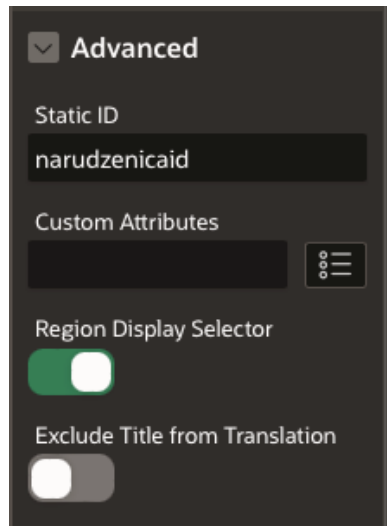 Advanced
Static ID
narudzenicaid
Custom Attributes
Region Display Selector
Exclude Title from Translation